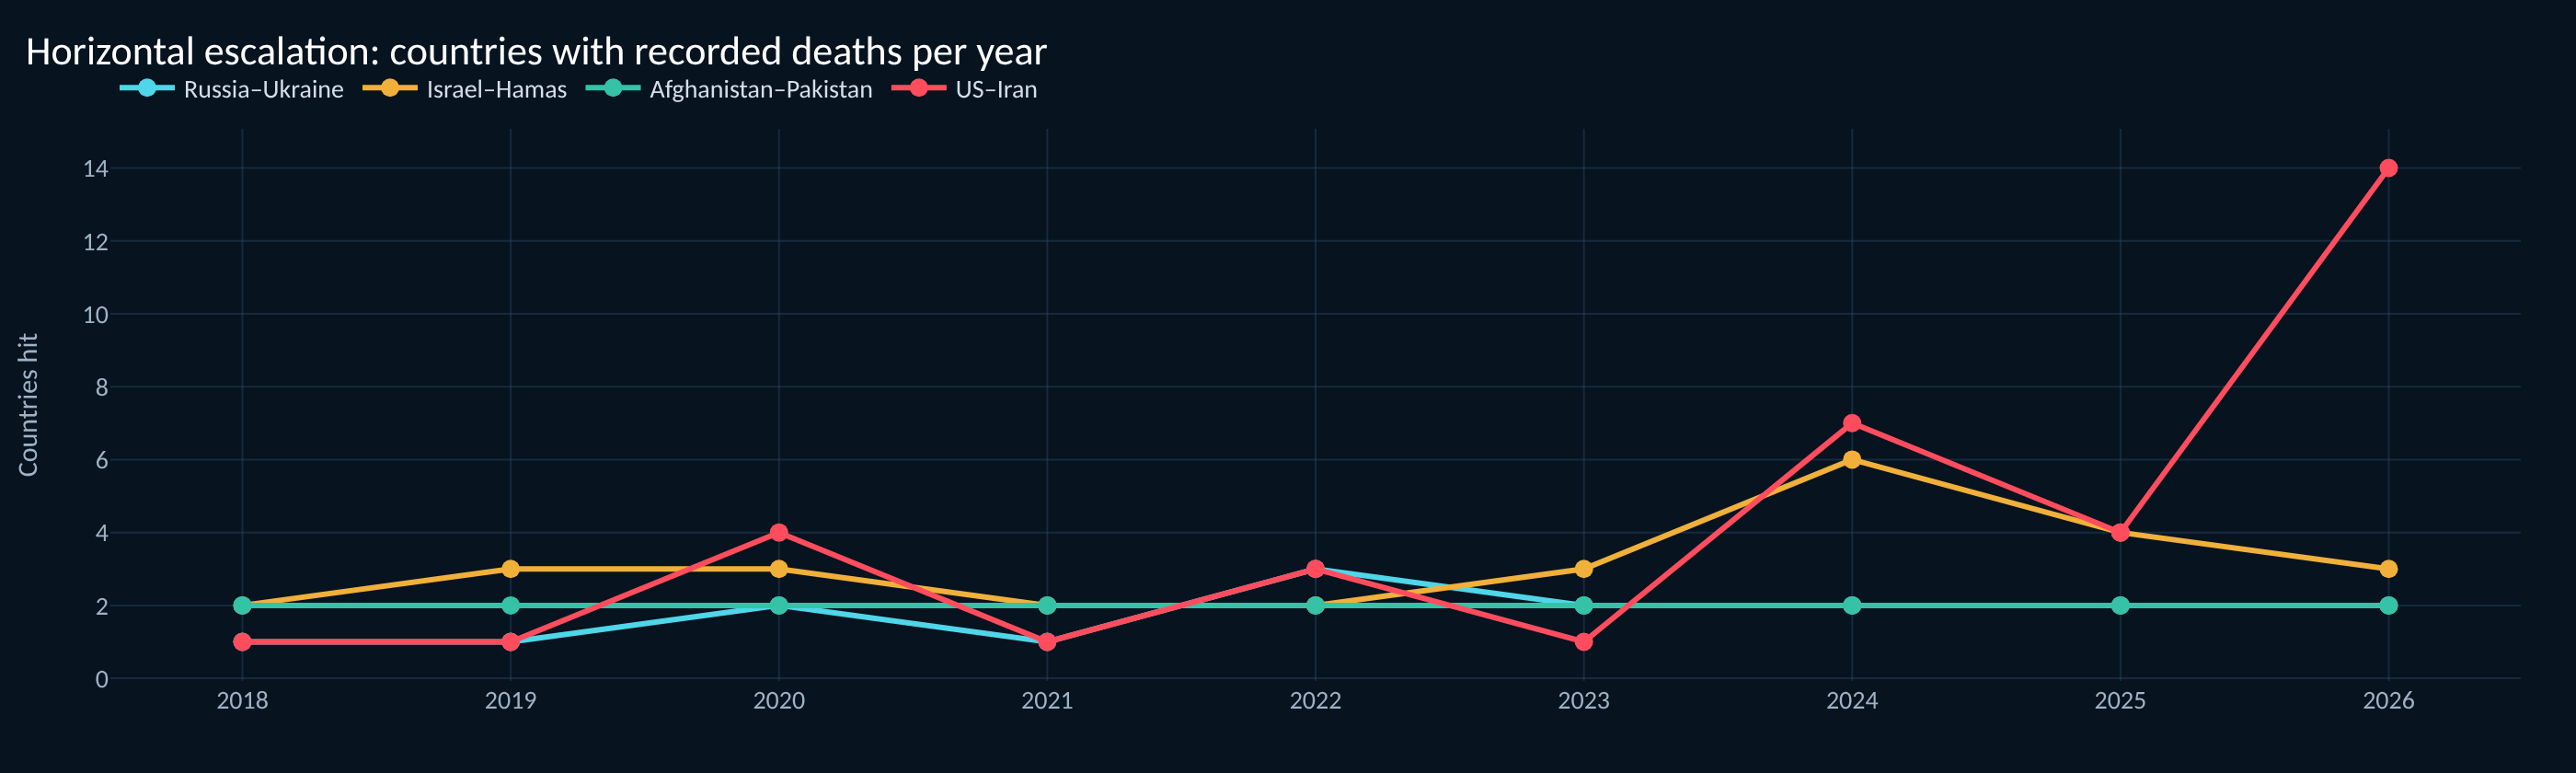 Horizontal escalation: countries with recorded deaths per year
Russia–Ukraine Israel–Hamas Afghanistan–Pakistan US–Iran
Countries hit
14
12
10
8
6
4
2
0
2018 2019 2020 2021 2022 2023 2024 2025 2026